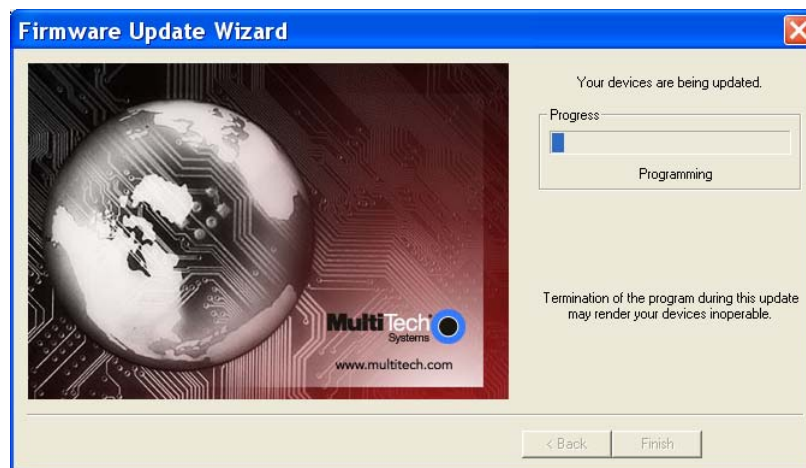 Firmware Update Wizard
Your devices are being updated.
Progress
Programming
Termination of the program during this update
may render your devices inoperable.
MultiTech
Systems
www.multitech.com
< Back
Finish